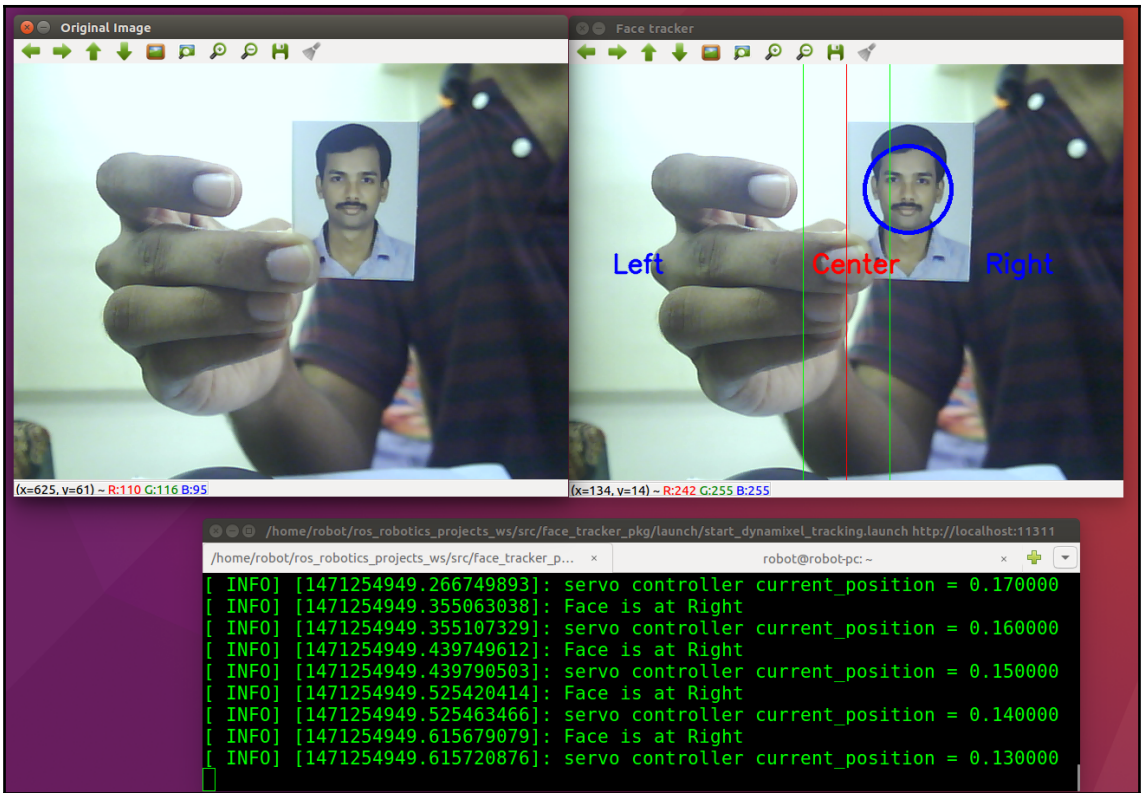 Original Image
Face tracker
Left
Center
Right
(x=625, y=61) ~ R:110 G:116 B:95
(x=134, y=14) ~ R:242 G:255 B:255
/home/robot/ros_robotics_projects_ws/src/face_tracker_pkg/launch/start_dynamixel_tracking.launch http://localhost:11311
/home/robot/ros_robotics_projects_ws/src/face_tracker_p... ×
robot@robot-pc: ~ ×
[ INFO] [1471254949.266749893]: servo controller current_position = 0.170000
[ INFO] [1471254949.355063038]: Face is at Right
[ INFO] [1471254949.355107329]: servo controller current_position = 0.160000
[ INFO] [1471254949.439749612]: Face is at Right
[ INFO] [1471254949.439790503]: servo controller current_position = 0.150000
[ INFO] [1471254949.525420414]: Face is at Right
[ INFO] [1471254949.525463466]: servo controller current_position = 0.140000
[ INFO] [1471254949.615679079]: Face is at Right
[ INFO] [1471254949.615720876]: servo controller current_position = 0.130000